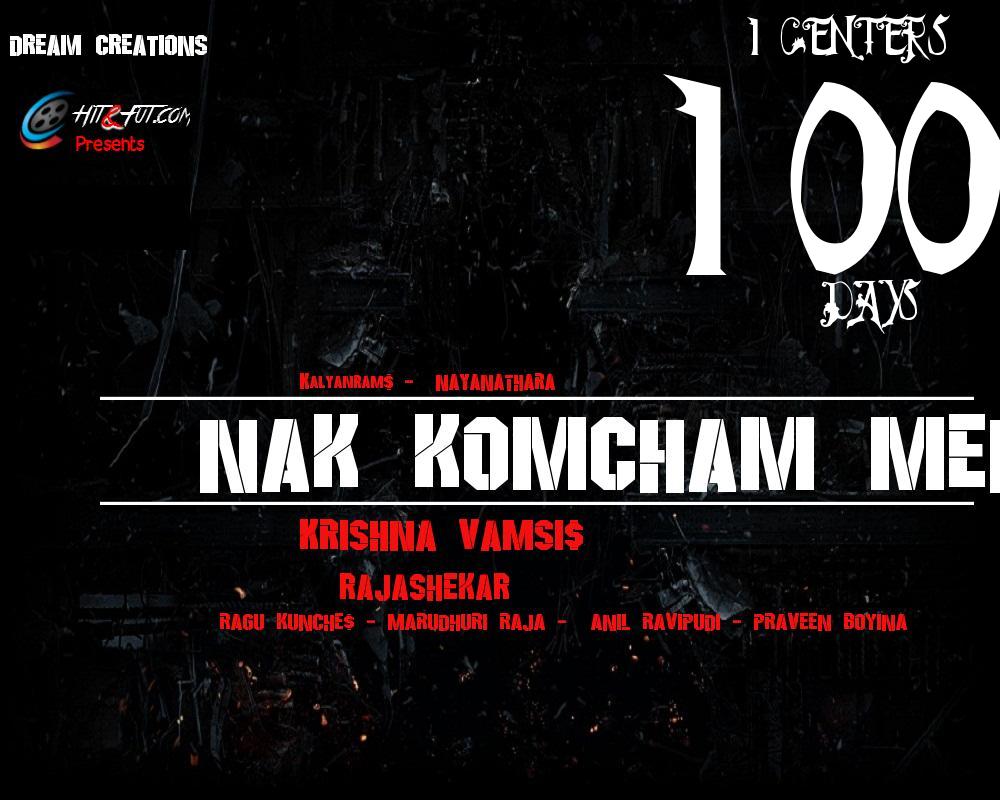 DREAM CREATIONS
1 CENTERS
HIT&FUT.COM
Presents
100
DAYS
KALYANRAM$ - NAYANATHARA
NAK KOMCHAM ME
KRISHNA VAMSI$
RAJASHEKAR
RAGU KUNCHE$ - MARUDHURI RAJA - ANIL RAVIPUDI - PRAVEEN BOYINA